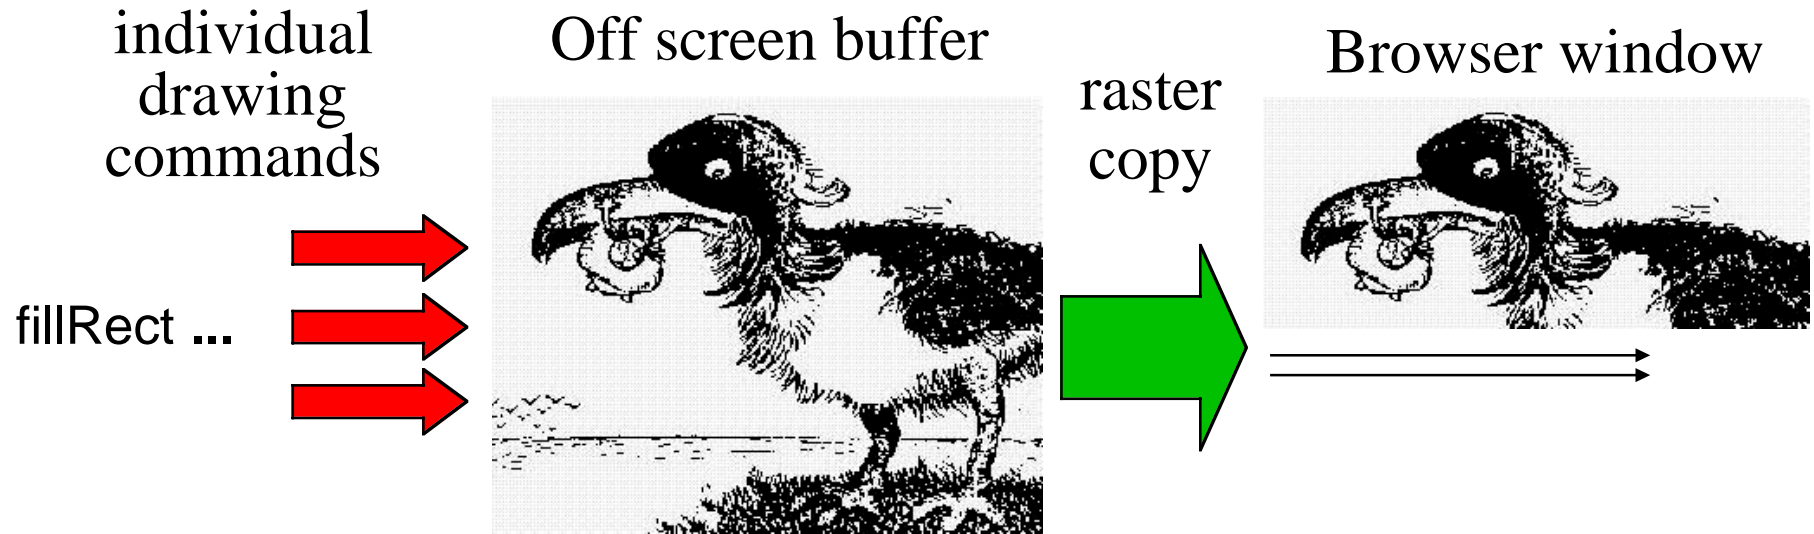 individual
drawing
commands
fillRect ...
Off screen buffer
raster
copy
Browser window